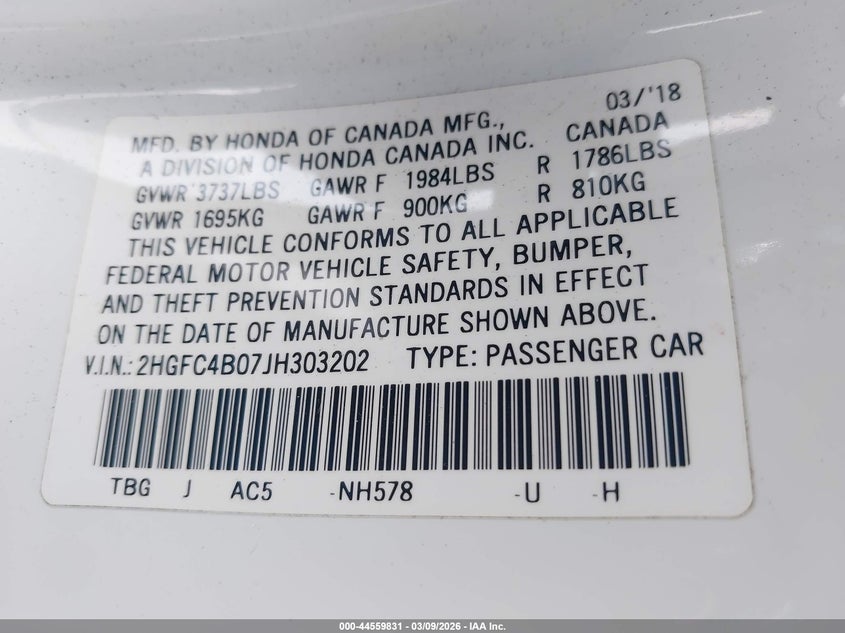 03/'18
MFD. BY HONDA OF CANADA MFG., CANADA
A DIVISION OF HONDA CANADA INC.
GVWR 3737LBS GAWR F 1984LBS R 1786LBS
GVWR 1695KG GAWR F 900KG R 810KG
THIS VEHICLE CONFORMS TO ALL APPLICABLE
FEDERAL MOTOR VEHICLE SAFETY, BUMPER,
AND THEFT PREVENTION STANDARDS IN EFFECT
ON THE DATE OF MANUFACTURE SHOWN ABOVE.
V.I.N.: 2HGFC4B07JH303202 TYPE: PASSENGER CAR
TBG J AC5 -NH578 -U -H
000-44559831 - 03/09/2026 - IAA Inc.